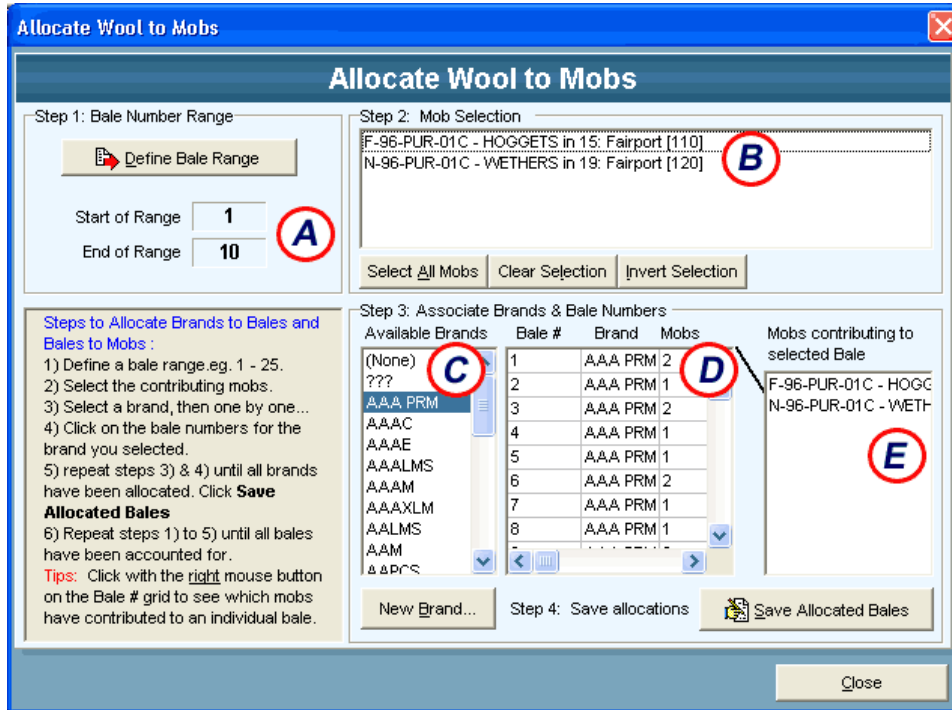 Allocate Wool to Mobs
Allocate Wool to Mobs
Step 1: Bale Number Range
Define Bale Range
Start of Range 1
End of Range 10
A
Step 2: Mob Selection
F-96-PUR-01C - HOGGETS in 15: Fairport [110]
N-96-PUR-01C - WETHERS in 19: Fairport [120]
B
Select All Mobs Clear Selection Invert Selection
Steps to Allocate Brands to Bales and
Bales to Mobs :
1) Define a bale range.eg. 1 - 25.
2) Select the contributing mobs.
3) Select a brand, then one by one...
4) Click on the bale numbers for the
brand you selected.
5) repeat steps 3) & 4) until all brands
have been allocated. Click Save
Allocated Bales
6) Repeat steps 1) to 5) until all bales
have been accounted for.
Tips: Click with the right mouse button
on the Bale # grid to see which mobs
have contributed to an individual bale.
Step 3: Associate Brands & Bale Numbers
Available Brands
(None)
???
AAA PRM
AAAC
AAAE
AAALMS
AAAM
AAAXLM
AALMS
AAM
AAPCS
C
Bale # Brand Mobs
1 AAA PRM 2
2 AAA PRM 1
3 AAA PRM 2
4 AAA PRM 1
5 AAA PRM 1
6 AAA PRM 2
7 AAA PRM 1
8 AAA PRM 1
D
Mobs contributing to
selected Bale
F-96-PUR-01C - HOGG
N-96-PUR-01C - WETH
E
New Brand... Step 4: Save allocations Save Allocated Bales
Close